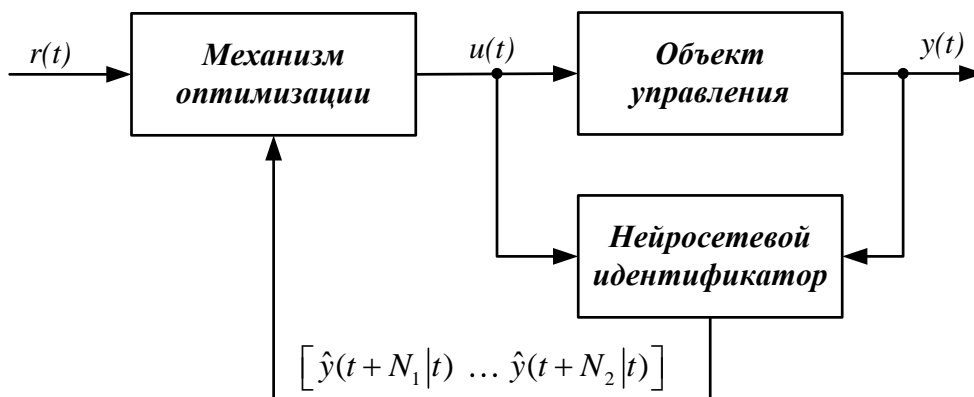 r(t)
Механизм
оптимизации
u(t)
Объект
управления
y(t)
Нейросетевой
идентификатор
[ŷ(t + N₁|t) … ŷ(t + N₂|t)]